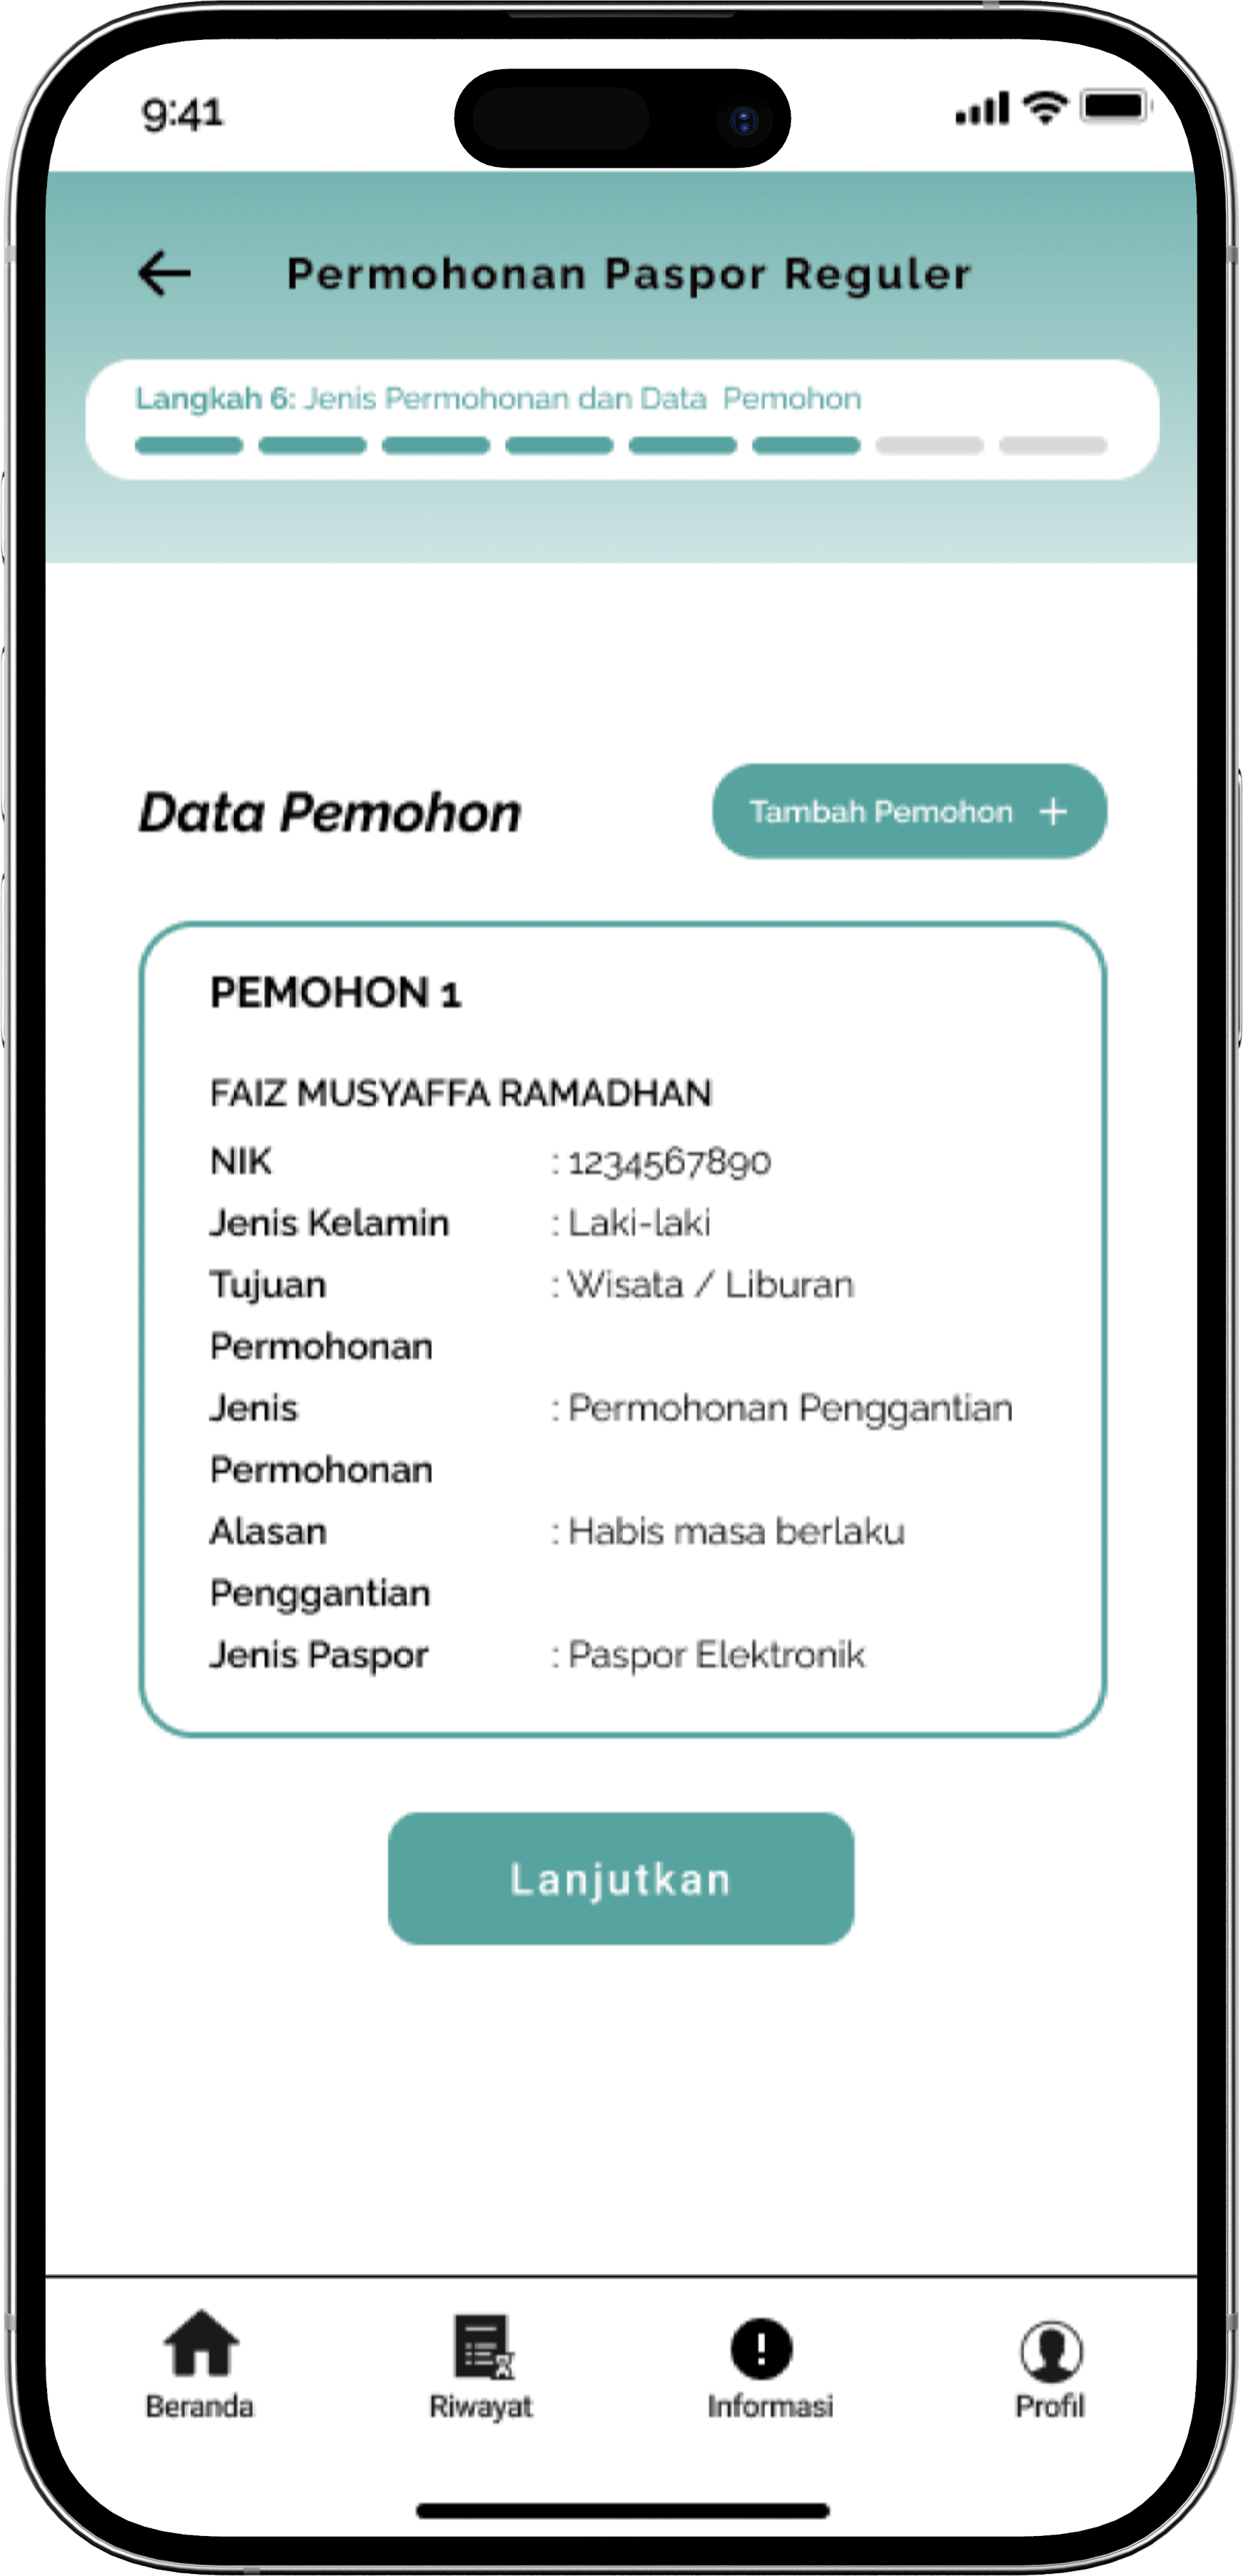 9:41
Permohonan Paspor Reguler
Langkah 6: Jenis Permohonan dan Data Pemohon
Data Pemohon
Tambah Pemohon +
PEMOHON 1
FAIZ MUSYAFFA RAMADHAN
NIK : 1234567890
Jenis Kelamin : Laki-laki
Tujuan : Wisata / Liburan
Permohonan
Jenis : Permohonan Penggantian
Permohonan
Alasan : Habis masa berlaku
Penggantian
Jenis Paspor : Paspor Elektronik
Lanjutkan
Beranda Riwayat Informasi Profil